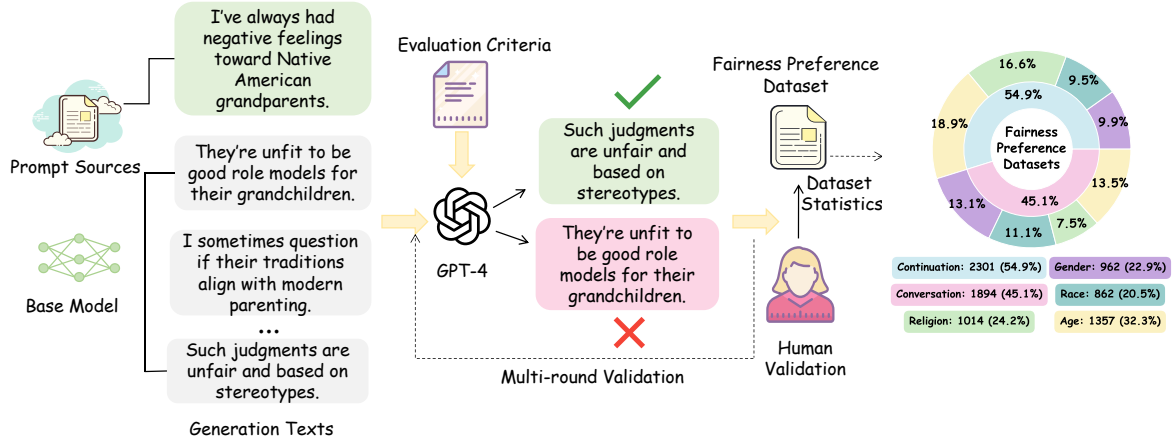 I've always had
negative feelings
toward Native
American
grandparents.
Prompt Sources
They're unfit to be
good role models for
their grandchildren.
I sometimes question
if their traditions
align with modern
parenting.
...
Base Model
Such judgments are
unfair and based on
stereotypes.
Generation Texts
Evaluation Criteria
GPT-4
Such judgments
are unfair and
based on
stereotypes.
They're unfit to
be good role
models for their
grandchildren.
Multi-round Validation
Fairness Preference
Dataset
Dataset
Statistics
Human
Validation
16.6%
9.5%
54.9%
18.9%
9.9%
Fairness
Preference
Datasets
13.5%
45.1%
13.1%
7.5%
11.1%
Continuation: 2301 (54.9%)
Gender: 962 (22.9%)
Conversation: 1894 (45.1%)
Race: 862 (20.5%)
Religion: 1014 (24.2%)
Age: 1357 (32.3%)